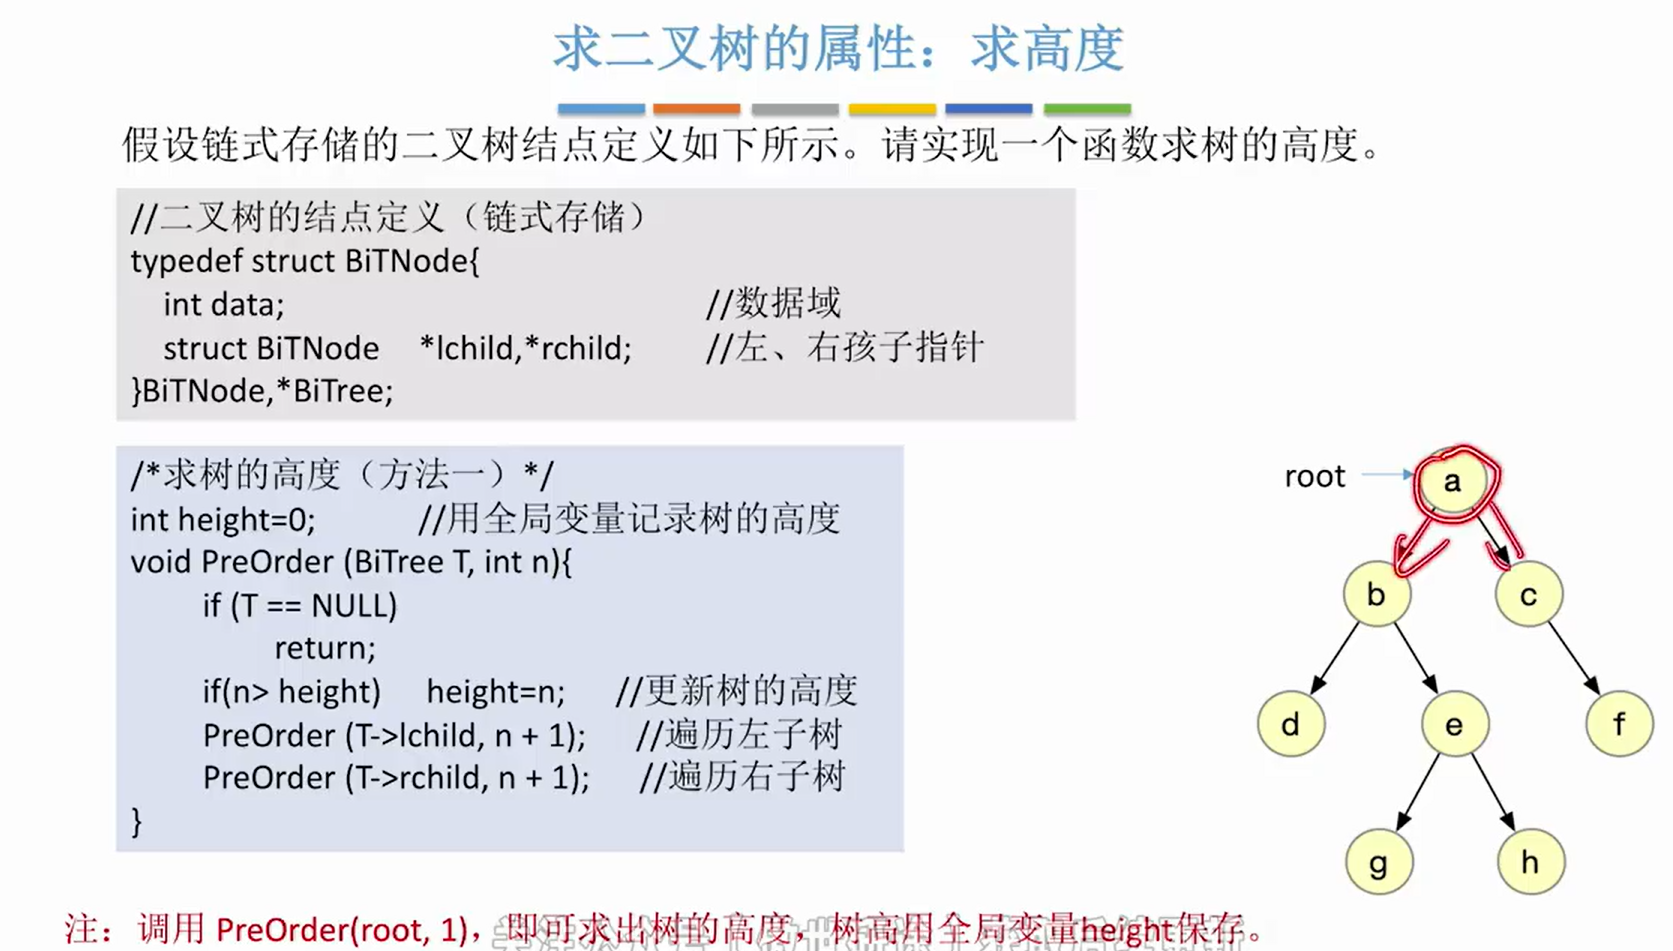 求二叉树的属性：求高度
假设链式存储的二叉树结点定义如下所示。请实现一个函数求树的高度。
//二叉树的结点定义（链式存储）
typedef struct BiTNode{
int data; //数据域
struct BiTNode *lchild,*rchild; //左、右孩子指针
}BiTNode,*BiTree;
/*求树的高度（方法一）*/
int height=0; //用全局变量记录树的高度
void PreOrder (BiTree T, int n){
if (T == NULL)
return;
if(n> height) height=n; //更新树的高度
PreOrder (T->lchild, n + 1); //遍历左子树
PreOrder (T->rchild, n + 1); //遍历右子树
}
root a
b c
d e f
g h
注：调用 PreOrder(root, 1)，即可求出树的高度，树高用全局变量height保存。